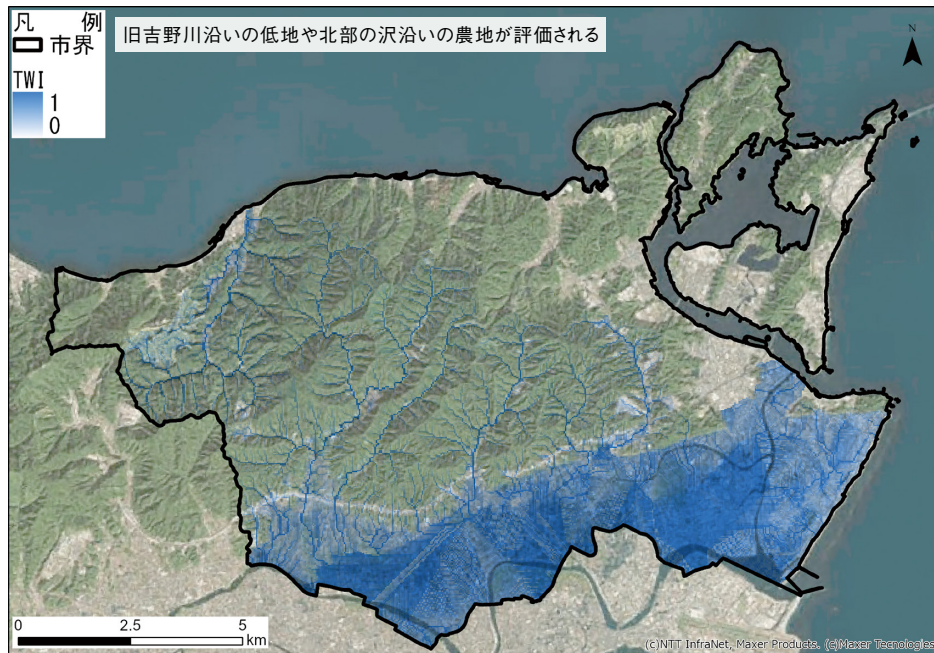 凡 例
市界
TWI
1
0
旧吉野川沿いの低地や北部の沢沿いの農地が評価される
N
0 2.5 5
km
(c)NTT InfraNet, Maxer Products. (c)Maxer Tecnologies